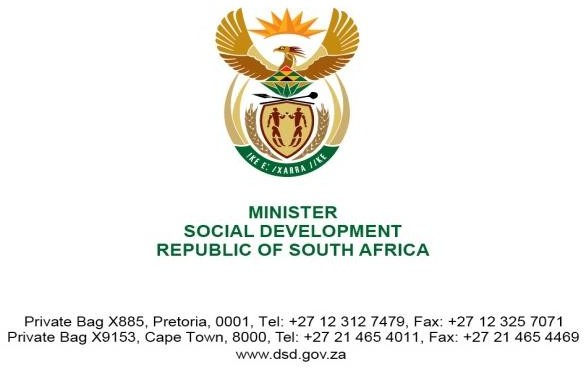 !KE E: /XARRA //KE
MINISTER
SOCIAL DEVELOPMENT
REPUBLIC OF SOUTH AFRICA
Private Bag X885, Pretoria, 0001, Tel: +27 12 312 7479, Fax: +27 12 325 7071
Private Bag X9153, Cape Town, 8000, Tel: +27 21 465 4011, Fax: +27 21 465 4469
www.dsd.gov.za